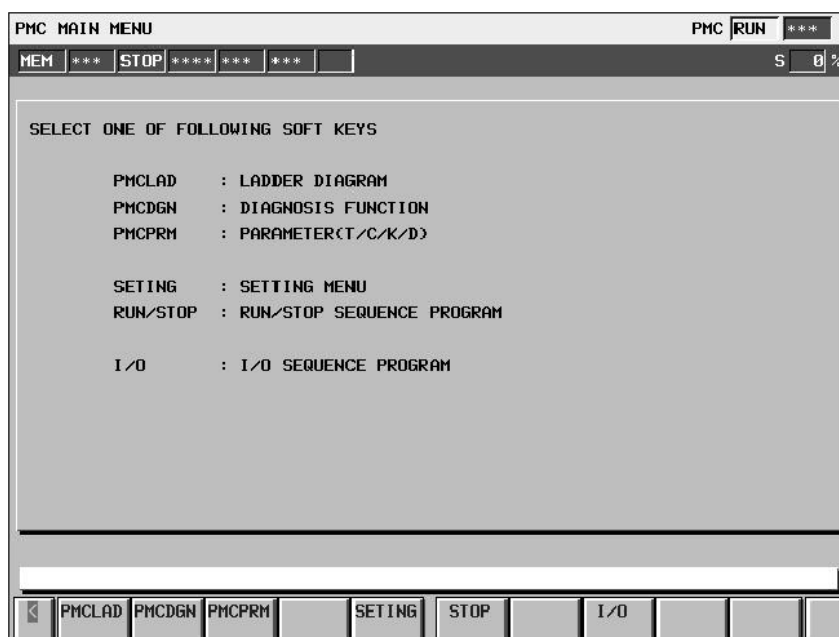 PMC MAIN MENU PMC RUN ***
MEM *** STOP **** *** *** S 0 %
SELECT ONE OF FOLLOWING SOFT KEYS
PMCLAD : LADDER DIAGRAM
PMCDGN : DIAGNOSIS FUNCTION
PMCPRM : PARAMETER(T/C/K/D)
SETING : SETTING MENU
RUN/STOP : RUN/STOP SEQUENCE PROGRAM
I/O : I/O SEQUENCE PROGRAM
< PMCLAD PMCDGN PMCPRM SETING STOP I/O